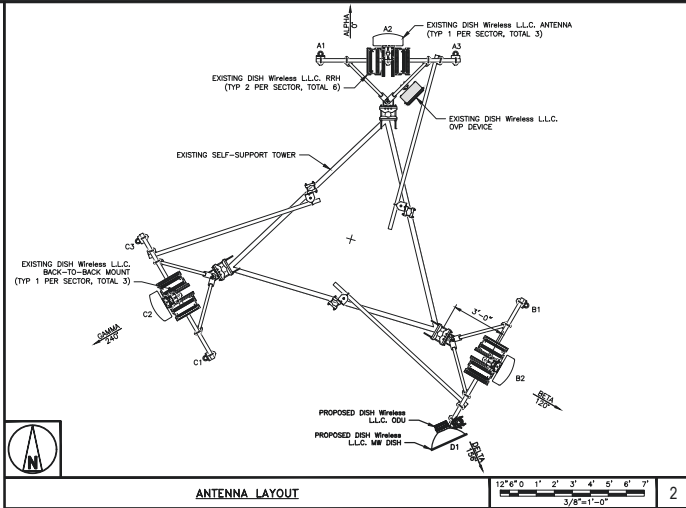 ALPHA
0°
EXISTING DISH Wireless L.L.C. ANTENNA
(TYP 1 PER SECTOR, TOTAL 3)
A1
A2
A3
EXISTING DISH Wireless L.L.C. RRH
(TYP 2 PER SECTOR, TOTAL 6)
EXISTING DISH Wireless L.L.C.
OVP DEVICE
EXISTING SELF-SUPPORT TOWER
C3
EXISTING DISH Wireless L.L.C.
BACK-TO-BACK MOUNT
(TYP 1 PER SECTOR, TOTAL 3)
C2
GAMMA
240°
C1
3'-0"
B1
B2
BETA
120°
PROPOSED DISH Wireless
L.L.C. ODU
PROPOSED DISH Wireless
L.L.C. MW DISH
D1
DELTA
N
ANTENNA LAYOUT
12" 6" 0 1' 2' 3' 4' 5' 6' 7'
3/8"=1'-0"
2